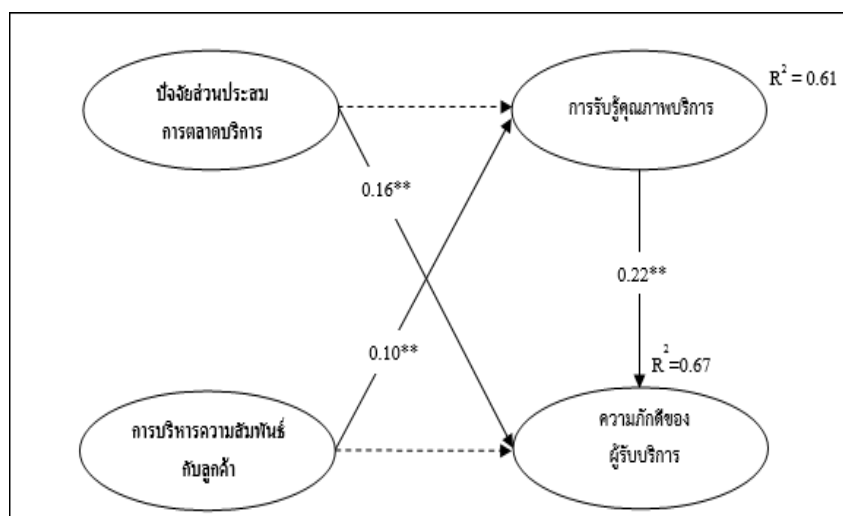 ปัจจัยส่วนประสม
การตลาดบริการ
การรับรู้คุณภาพบริการ
R² = 0.61
0.16**
0.22**
0.10**
R²=0.67
การบริหารความสัมพันธ์
กับลูกค้า
ความภักดีของ
ผู้รับบริการ